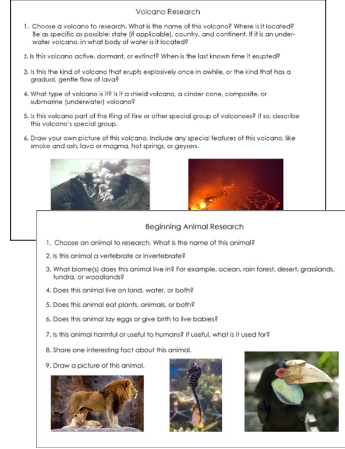 Volcano Research
1. Choose a volcano to research. What is the name of this volcano? Where is it located?
Be as specific as possible: state (if applicable), country, and continent. If it is an under-
water volcano, in what body of water is it located?
2. Is this volcano active, dormant, or extinct? When is the last known time it erupted?
3. Is this the kind of volcano that erupts explosively once in awhile, or the kind that has a
gradual, gentle flow of lava?
4. What type of volcano is it? Is it a shield volcano, a cinder cone, composite, or
submarine (underwater) volcano?
5. Is this volcano part of the Ring of Fire or other special group of volcanoes? If so, describe
this volcano's special group.
6. Draw your own picture of this volcano. Include any special features of this volcano, like
smoke and ash, lava or magma, hot springs, or geysers.
Beginning Animal Research
1. Choose an animal to research. What is the name of this animal?
2. Is this animal a vertebrate or invertebrate?
3. What biome(s) does this animal live in? For example, ocean, rain forest, desert, grasslands,
tundra, or woodlands?
4. Does this animal live on land, water, or both?
5. Does this animal eat plants, animals, or both?
6. Does this animal lay eggs or give birth to live babies?
7. Is this animal harmful or useful to humans? If useful, what is it used for?
8. Share one interesting fact about this animal.
9. Draw a picture of this animal.